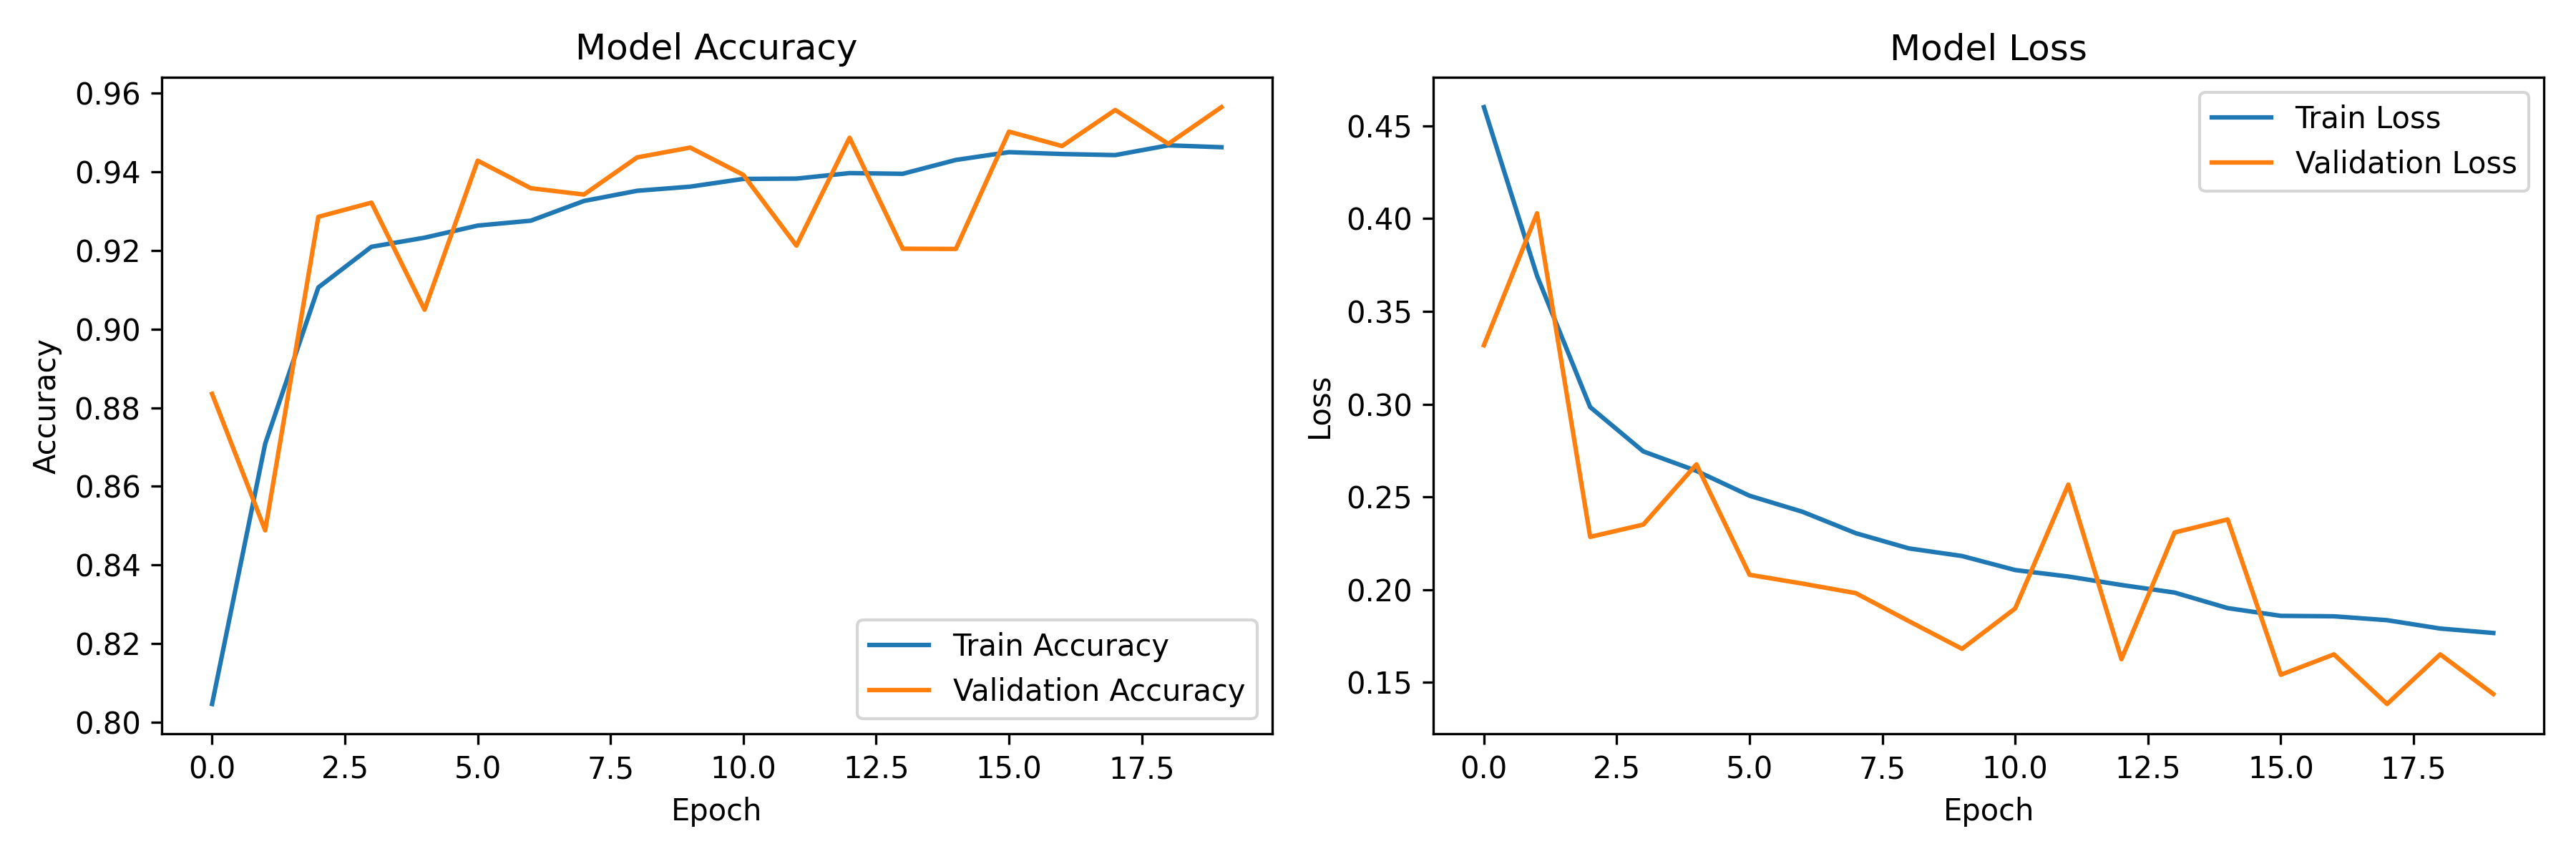 Model Accuracy
Accuracy
0.96
0.94
0.92
0.90
0.88
0.86
0.84
0.82
0.80
Train Accuracy
Validation Accuracy
0.0 2.5 5.0 7.5 10.0 12.5 15.0 17.5
Epoch
Model Loss
Loss
0.45
0.40
0.35
0.30
0.25
0.20
0.15
Train Loss
Validation Loss
0.0 2.5 5.0 7.5 10.0 12.5 15.0 17.5
Epoch